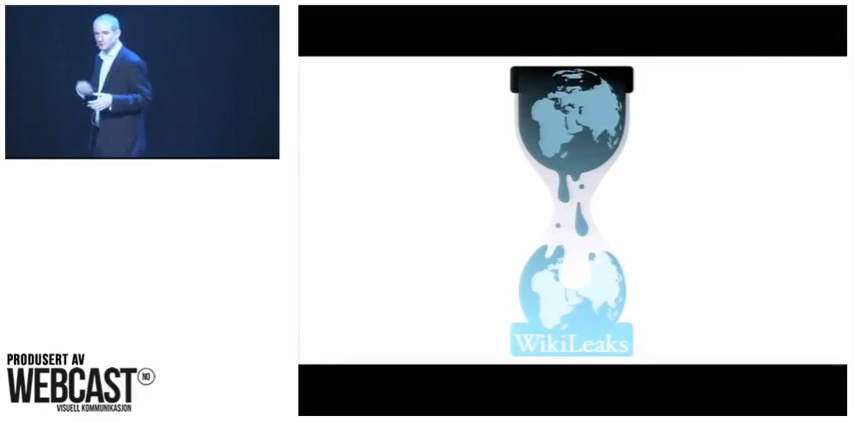 WikiLeaks
PRODUSERT AV
WEBCAST NO
VISUELL KOMMUNIKASJON